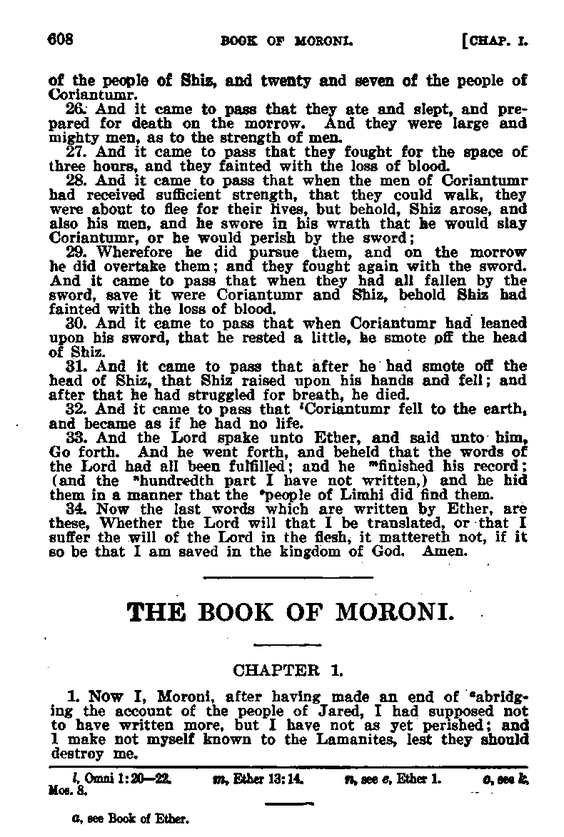 608 BOOK OF MORONI. [CHAP. I.
of the people of Shiz, and twenty and seven of the people of
Coriantumr.
26. And it came to pass that they ate and slept, and pre-
pared for death on the morrow. And they were large and
mighty men, as to the strength of men.
27. And it came to pass that they fought for the space of
three hours, and they fainted with the loss of blood.
28. And it came to pass that when the men of Coriantumr
had received sufficient strength, that they could walk, they
were about to flee for their lives, but behold, Shiz arose, and
also his men, and he swore in his wrath that he would slay
Coriantumr, or he would perish by the sword;
29. Wherefore he did pursue them, and on the morrow
he did overtake them; and they fought again with the sword.
And it came to pass that when they had all fallen by the
sword, save it were Coriantumr and Shiz, behold Shiz had
fainted with the loss of blood.
30. And it came to pass that when Coriantumr had leaned
upon his sword, that he rested a little, he smote off the head
of Shiz.
31. And it came to pass that after he had smote off the
head of Shiz, that Shiz raised upon his hands and fell; and
after that he had struggled for breath, he died.
32. And it came to pass that ˡCoriantumr fell to the earth,
and became as if he had no life.
33. And the Lord spake unto Ether, and said unto him,
Go forth. And he went forth, and beheld that the words of
the Lord had all been fulfilled; and he ᵐfinished his record;
(and the ⁿhundredth part I have not written,) and he hid
them in a manner that the ᵒpeople of Limhi did find them.
34. Now the last words which are written by Ether, are
these, Whether the Lord will that I be translated, or that I
suffer the will of the Lord in the flesh, it mattereth not, if it
so be that I am saved in the kingdom of God. Amen.
THE BOOK OF MORONI.
CHAPTER 1.
1. Now I, Moroni, after having made an end of ᵃabridg-
ing the account of the people of Jared, I had supposed not
to have written more, but I have not as yet perished; and
I make not myself known to the Lamanites, lest they should
destroy me.
l, Omni 1:20—22. m, Ether 13:14. n, see e, Ether 1. o, see k,
Mos. 8.
a, see Book of Ether.